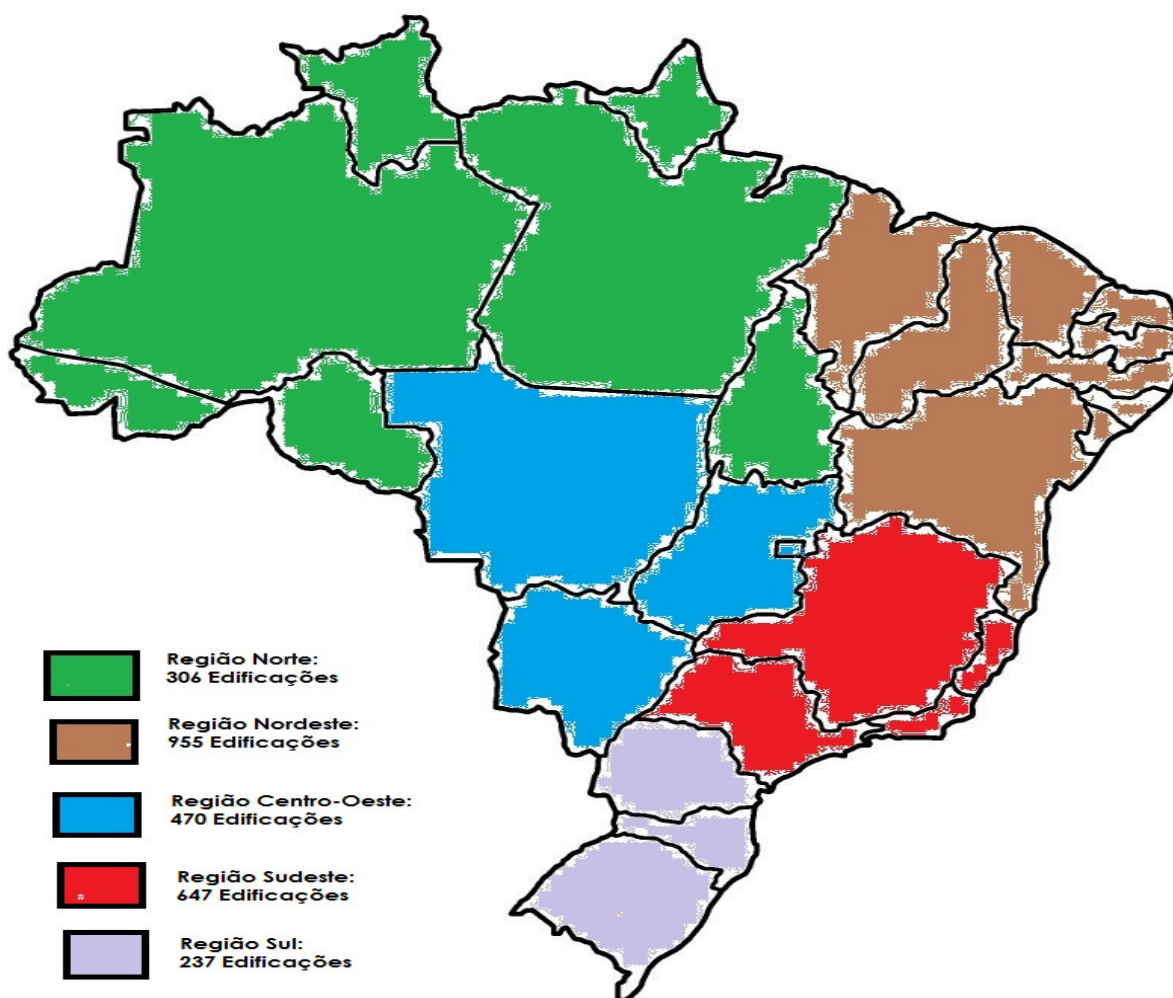 Região Norte:
306 Edificações
Região Nordeste:
955 Edificações
Região Centro-Oeste:
470 Edificações
Região Sudeste:
647 Edificações
Região Sul:
237 Edificações